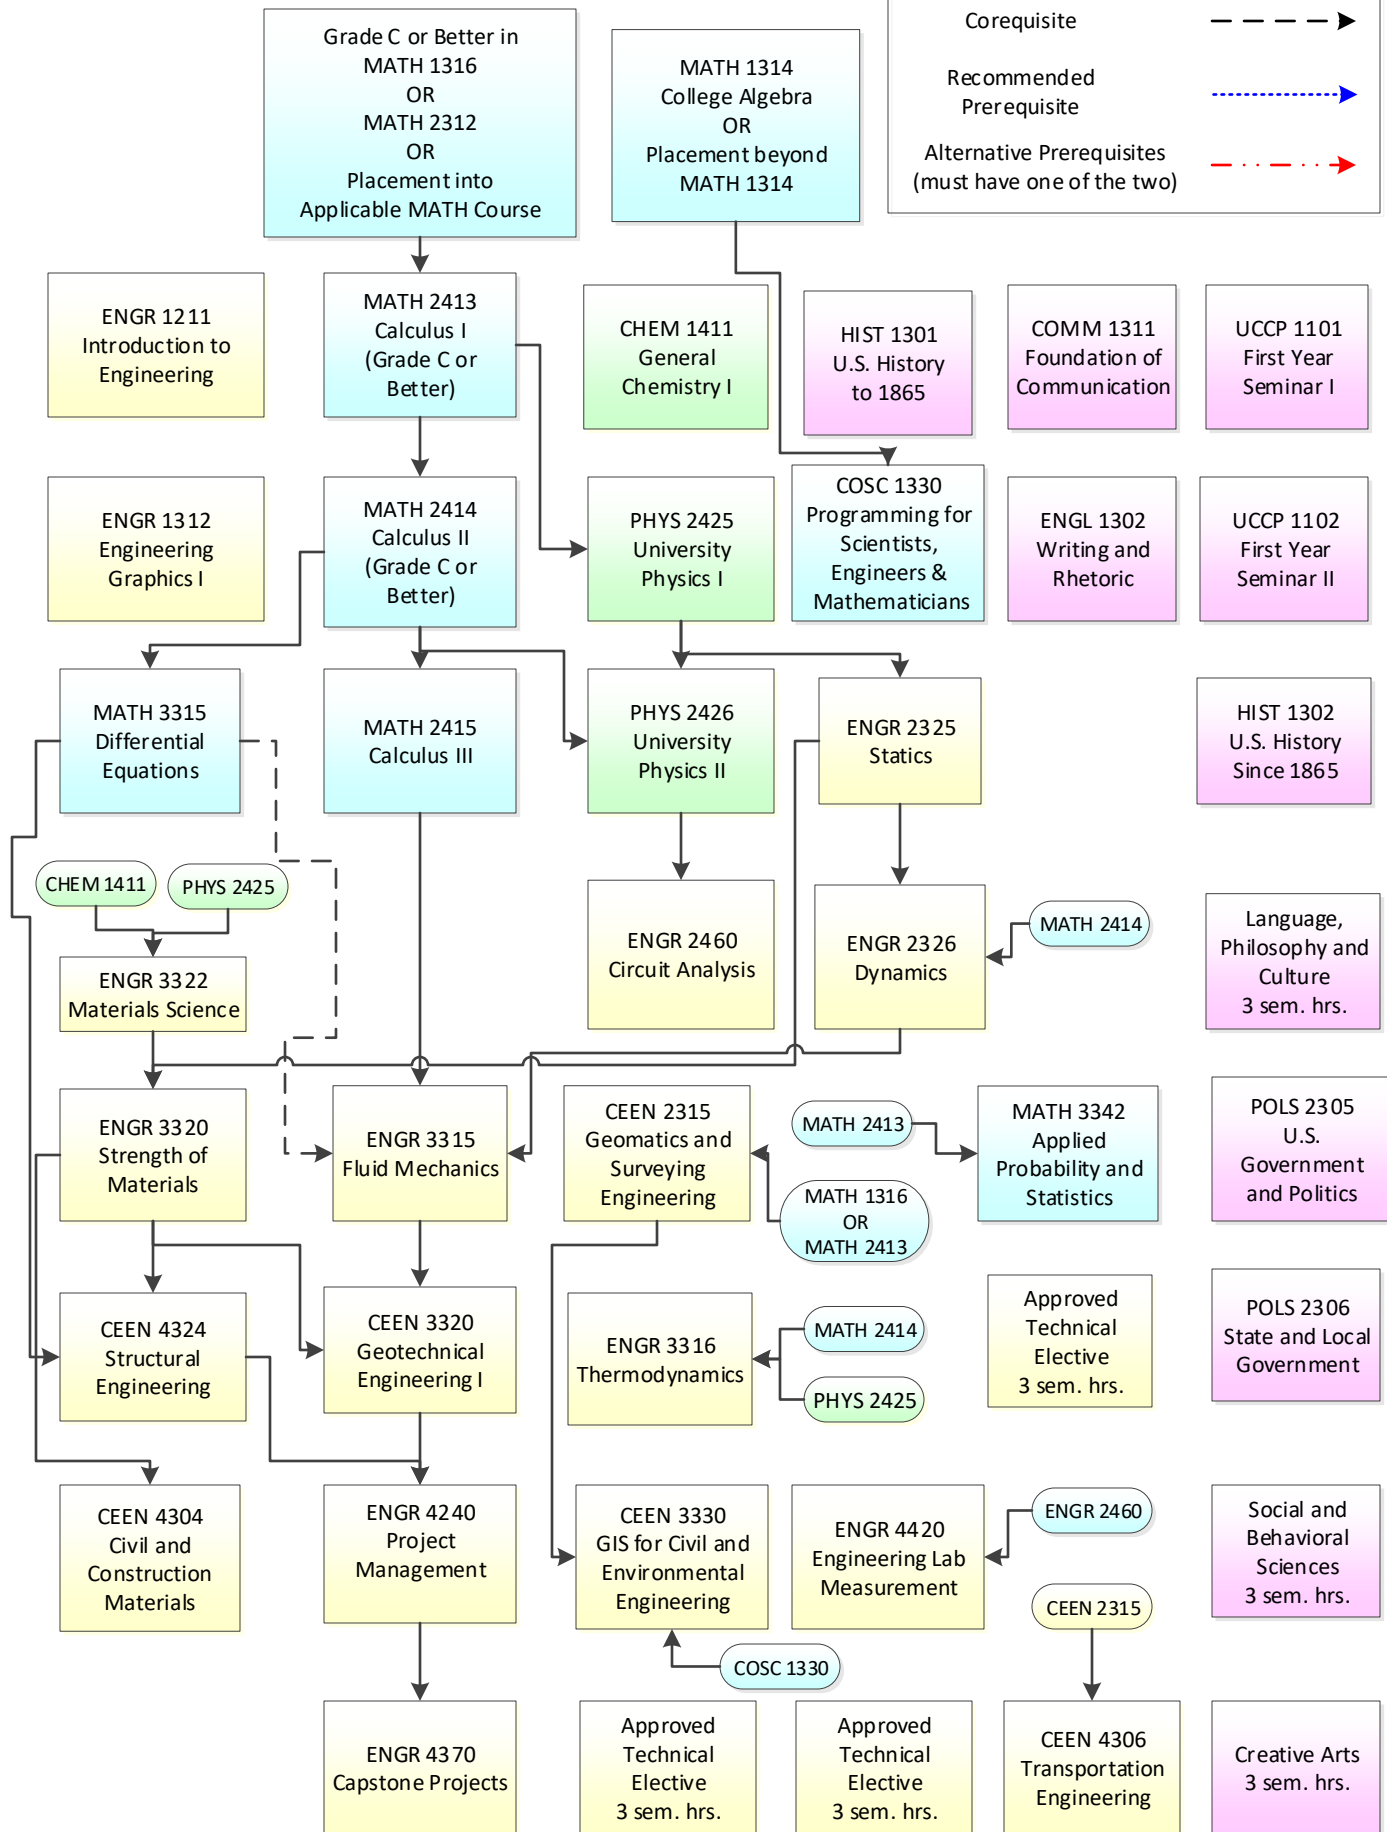 Corequisite
Recommended
Prerequisite
Alternative Prerequisites
(must have one of the two)
Grade C or Better in
MATH 1316
OR
MATH 2312
OR
Placement into
Applicable MATH Course
MATH 1314
College Algebra
OR
Placement beyond
MATH 1314
ENGR 1211
Introduction to
Engineering
MATH 2413
Calculus I
(Grade C or
Better)
CHEM 1411
General
Chemistry I
HIST 1301
U.S. History
to 1865
COMM 1311
Foundation of
Communication
UCCP 1101
First Year
Seminar I
ENGR 1312
Engineering
Graphics I
MATH 2414
Calculus II
(Grade C or
Better)
PHYS 2425
University
Physics I
COSC 1330
Programming for
Scientists,
Engineers &
Mathematicians
ENGL 1302
Writing and
Rhetoric
UCCP 1102
First Year
Seminar II
MATH 3315
Differential
Equations
MATH 2415
Calculus III
PHYS 2426
University
Physics II
ENGR 2325
Statics
HIST 1302
U.S. History
Since 1865
CHEM 1411
PHYS 2425
ENGR 3322
Materials Science
ENGR 2460
Circuit Analysis
ENGR 2326
Dynamics
MATH 2414
Language,
Philosophy and
Culture
3 sem. hrs.
ENGR 3320
Strength of
Materials
ENGR 3315
Fluid Mechanics
CEEN 2315
Geomatics and
Surveying
Engineering
MATH 2413
MATH 1316
OR
MATH 2413
MATH 3342
Applied
Probability and
Statistics
POLS 2305
U.S.
Government
and Politics
CEEN 4324
Structural
Engineering
CEEN 3320
Geotechnical
Engineering I
ENGR 3316
Thermodynamics
MATH 2414
PHYS 2425
Approved
Technical
Elective
3 sem. hrs.
POLS 2306
State and Local
Government
CEEN 4304
Civil and
Construction
Materials
ENGR 4240
Project
Management
CEEN 3330
GIS for Civil and
Environmental
Engineering
COSC 1330
ENGR 4420
Engineering Lab
Measurement
ENGR 2460
CEEN 2315
Social and
Behavioral
Sciences
3 sem. hrs.
ENGR 4370
Capstone Projects
Approved
Technical
Elective
3 sem. hrs.
Approved
Technical
Elective
3 sem. hrs.
CEEN 4306
Transportation
Engineering
Creative Arts
3 sem. hrs.